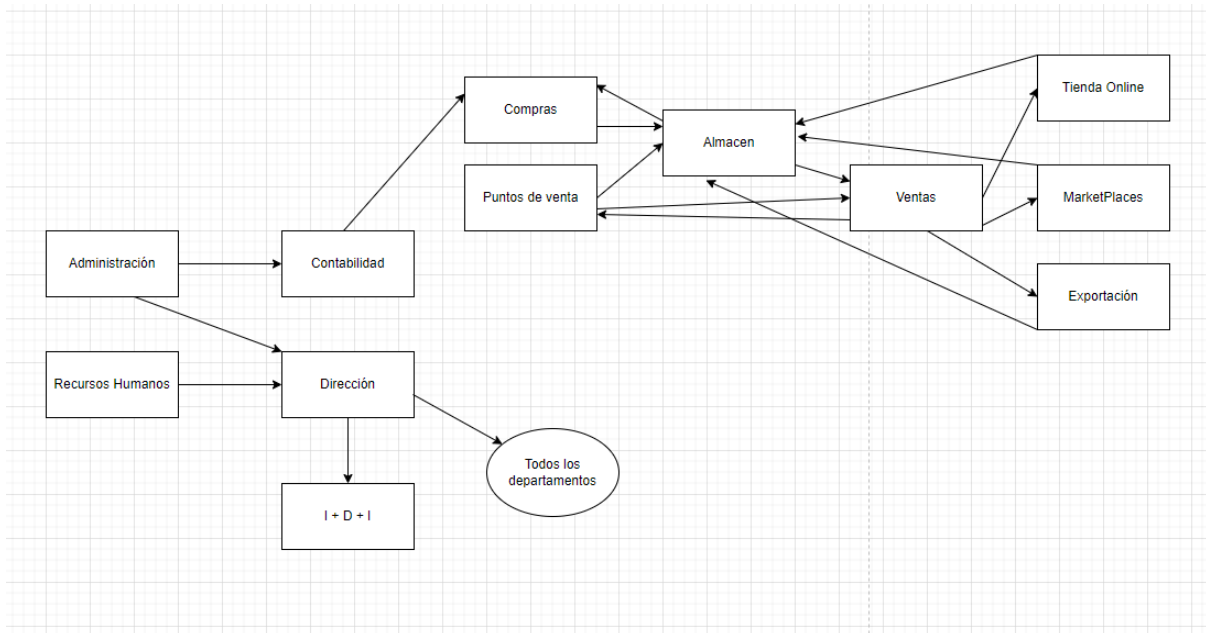 Tienda Online
Compras
Almacen
Puntos de venta
Ventas
MarketPlaces
Administración
Contabilidad
Exportación
Recursos Humanos
Dirección
Todos los
departamentos
I + D + I